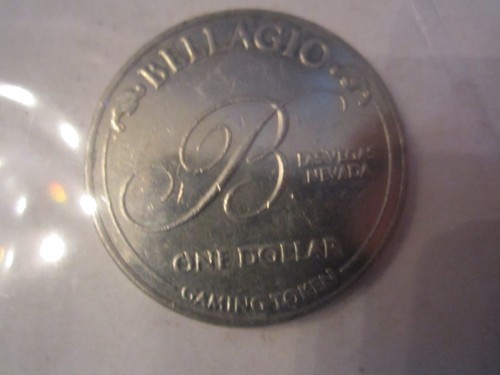 BELLAGIO
B
LAS VEGAS
NEVADA
ONE DOLLAR
GAMING TOKEN